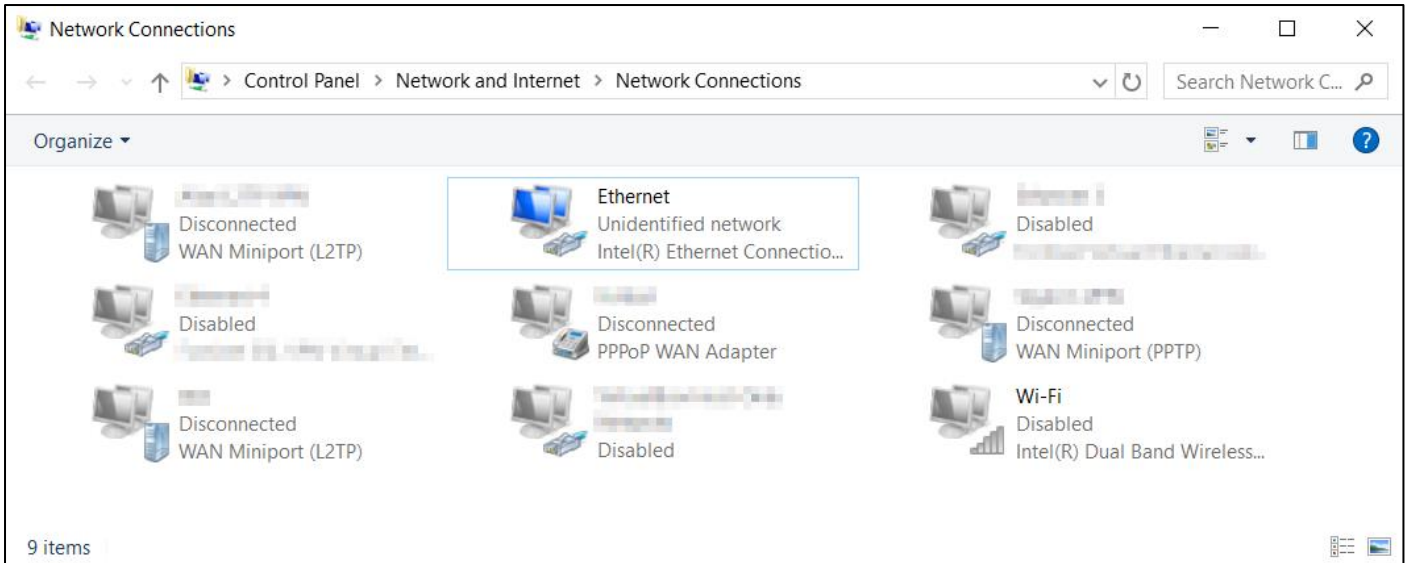 Network Connections
Control Panel > Network and Internet > Network Connections
Search Network C...
Organize
Disconnected
WAN Miniport (L2TP)
Ethernet
Unidentified network
Intel(R) Ethernet Connectio...
Disabled
Disabled
Disconnected
PPPoP WAN Adapter
Disconnected
WAN Miniport (PPTP)
Disconnected
WAN Miniport (L2TP)
Disabled
Wi-Fi
Disabled
Intel(R) Dual Band Wireless...
9 items